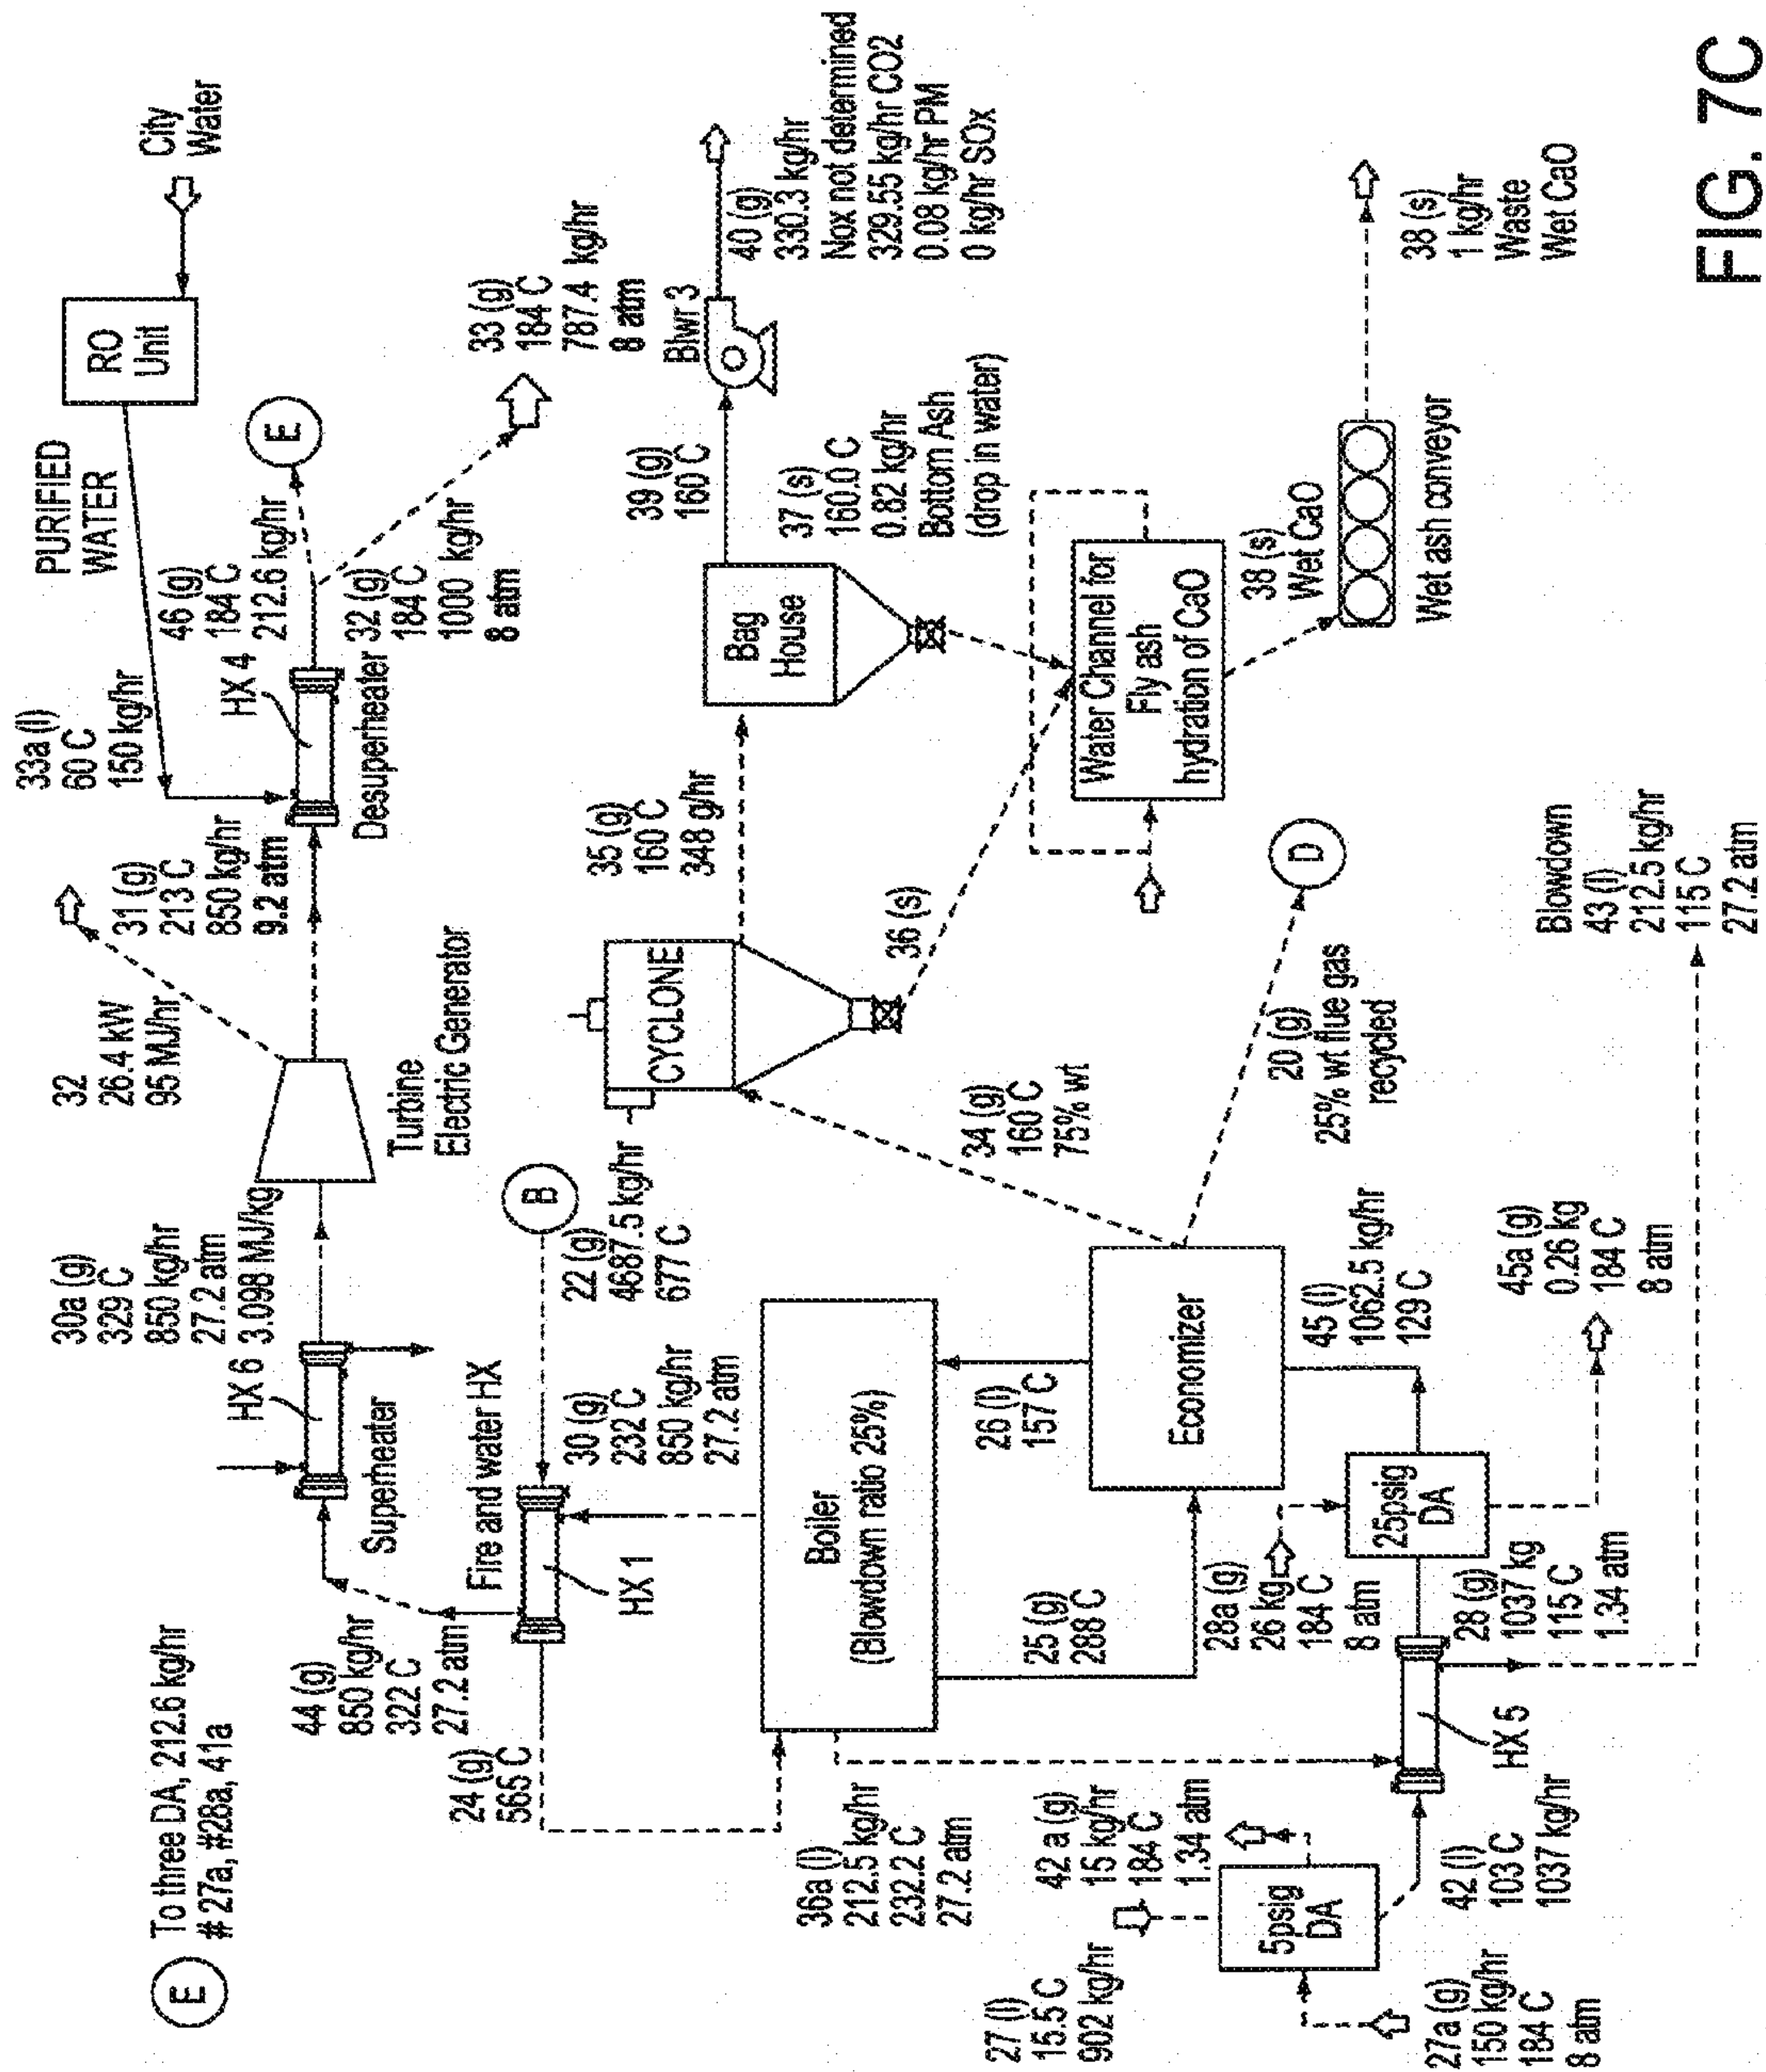 E
To three DA, 212.6 kg/hr
# 27a, #28a, 41a
30a (g)
329 C
850 kg/hr
27.2 atm
3.098 MJ/kg
HX 6
Superheater
32
26.4 kW
95 MJ/hr
Turbine
Electric Generator
31 (g)
213 C
850 kg/hr
9.2 atm
33a (l)
60 C
150 kg/hr
PURIFIED
WATER
RO
Unit
City
Water
HX 4
Desuperheater
46 (g)
184 C
212.6 kg/hr
E
32 (g)
184 C
1000 kg/hr
8 atm
33 (g)
184 C
787.4 kg/hr
8 atm
44 (g)
850 kg/hr
322 C
27.2 atm
Fire and water HX
HX 1
24 (g)
565 C
B
22 (g)
4687.5 kg/hr
677 C
30 (g)
232 C
850 kg/hr
27.2 atm
CYCLONE
35 (g)
160 C
348 g/hr
Bag
House
39 (g)
160 C
Blwr 3
40 (g)
330.3 kg/hr
Nox not determined
329.55 kg/hr CO2
0.08 kg/hr PM
0 kg/hr SOx
37 (s)
160.0 C
0.82 kg/hr
Bottom Ash
(drop in water)
36 (s)
34 (g)
160 C
75% wt
Boiler
(Blowdown ratio 25%)
36a (l)
212.5 kg/hr
232.2 C
27.2 atm
25 (g)
288 C
26 (l)
157 C
Economizer
20 (g)
25% wt flue gas
recycled
D
Water Channel for
Fly ash
hydration of CaO
38 (s)
Wet CaO
Wet ash conveyor
38 (s)
1 kg/hr
Waste
Wet CaO
27 (l)
15.5 C
902 kg/hr
42 a (g)
15 kg/hr
184 C
1.34 atm
5psig
DA
27a (g)
150 kg/hr
184 C
8 atm
42 (l)
103 C
1037 kg/hr
HX 5
28a (g)
26 kg
184 C
8 atm
28 (g)
1037 kg
115 C
1.34 atm
25psig
DA
45 (l)
1062.5 kg/hr
129 C
45a (g)
0.26 kg
184 C
8 atm
Blowdown
43 (l)
212.5 kg/hr
115 C
27.2 atm
FIG. 7C